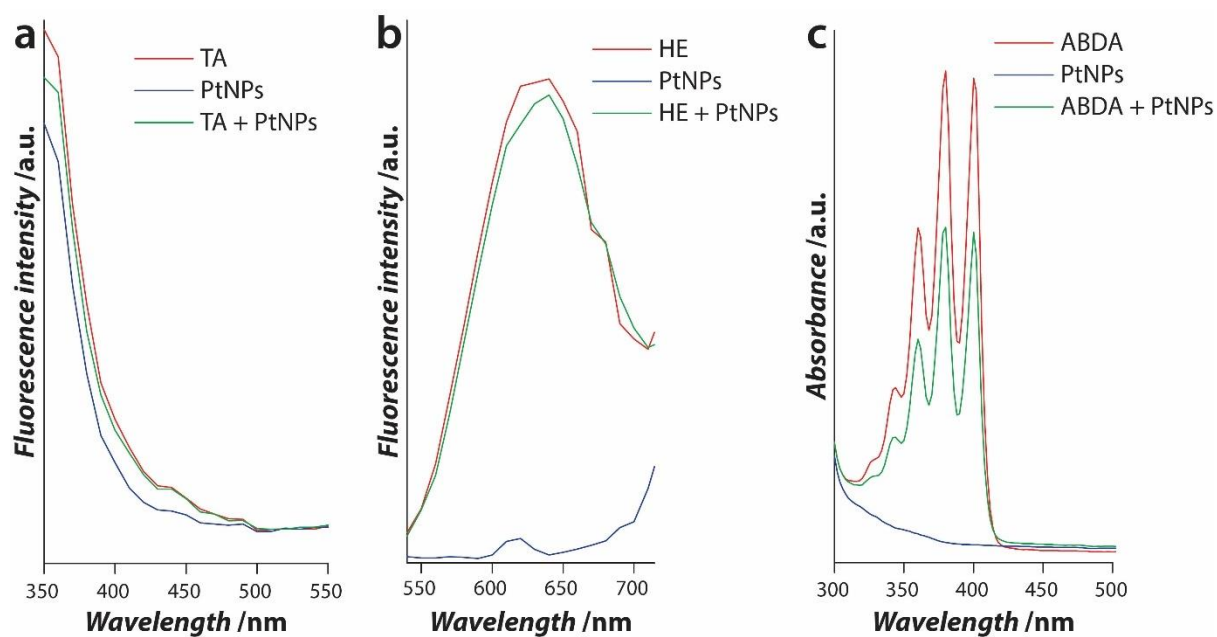 a
TA
PtNPs
TA + PtNPs
Fluorescence intensity /a.u.
350 400 450 500 550
Wavelength /nm
b
HE
PtNPs
HE + PtNPs
Fluorescence intensity /a.u.
550 600 650 700
Wavelength /nm
c
ABDA
PtNPs
ABDA + PtNPs
Absorbance /a.u.
300 350 400 450 500
Wavelength /nm